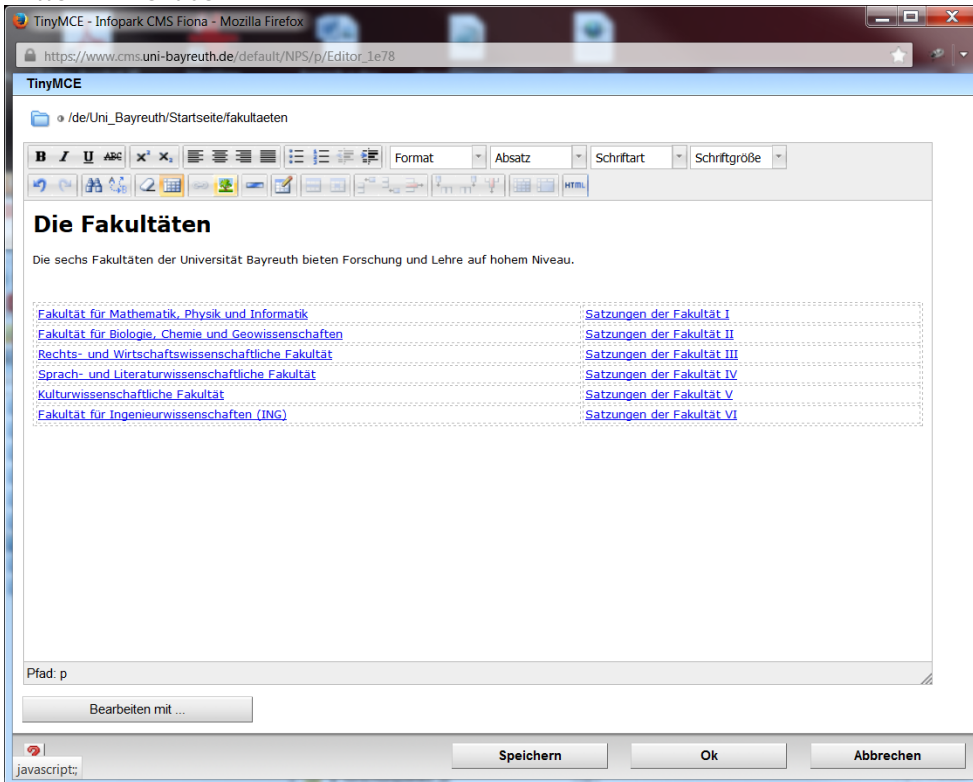 TinyMCE - Infopark CMS Fiona - Mozilla Firefox
https://www.cms.uni-bayreuth.de/default/NPS/p/Editor_1e78
TinyMCE
/de/Uni_Bayreuth/Startseite/fakultaeten
B I U ABC x² x₂ Format Absatz Schriftart Schriftgröße
HTML
Die Fakultäten
Die sechs Fakultäten der Universität Bayreuth bieten Forschung und Lehre auf hohem Niveau.
Fakultät für Mathematik, Physik und Informatik Satzungen der Fakultät I
Fakultät für Biologie, Chemie und Geowissenschaften Satzungen der Fakultät II
Rechts- und Wirtschaftswissenschaftliche Fakultät Satzungen der Fakultät III
Sprach- und Literaturwissenschaftliche Fakultät Satzungen der Fakultät IV
Kulturwissenschaftliche Fakultät Satzungen der Fakultät V
Fakultät für Ingenieurwissenschaften (ING) Satzungen der Fakultät VI
Pfad: p
Bearbeiten mit ...
Speichern Ok Abbrechen
javascript:;